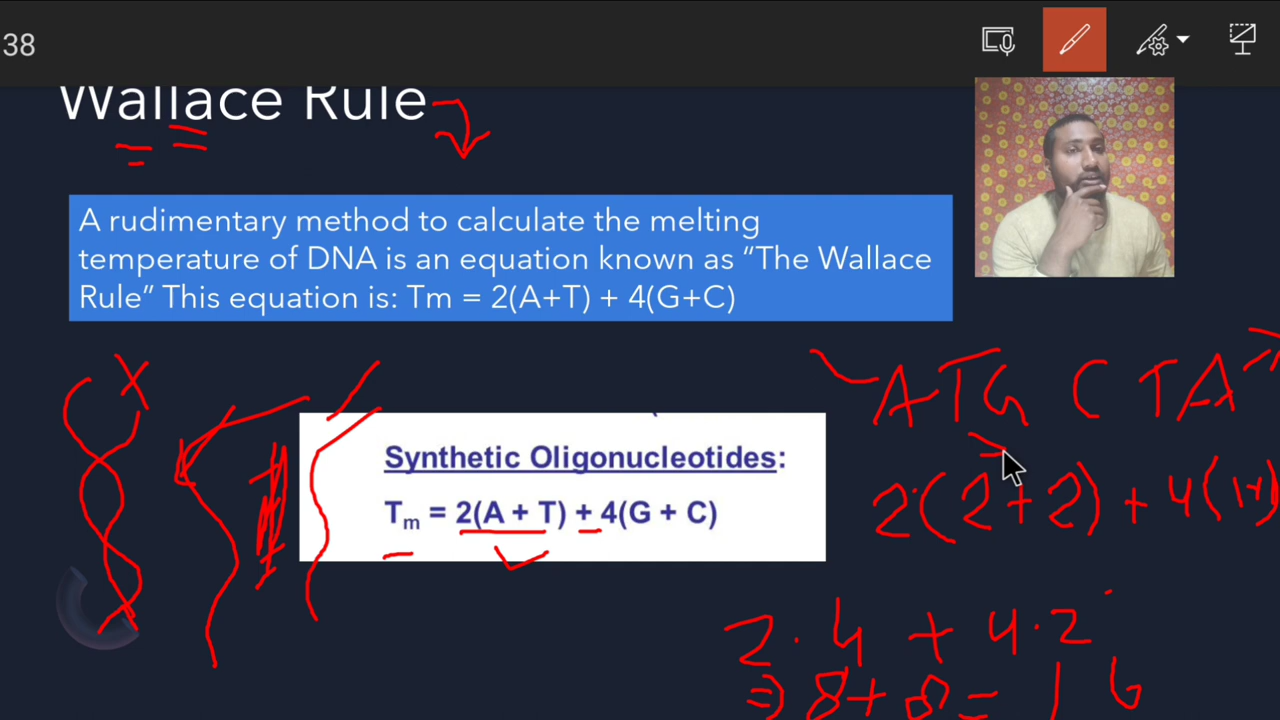 38
Wallace Rule
A rudimentary method to calculate the melting
temperature of DNA is an equation known as “The Wallace
Rule” This equation is: Tm = 2(A+T) + 4(G+C)
ATG CTA
Synthetic Oligonucleotides:
Tm = 2(A + T) + 4(G + C)
2·(2+2) + 4(1+1
2·4 + 4·2
⇒ 8+8 = 16